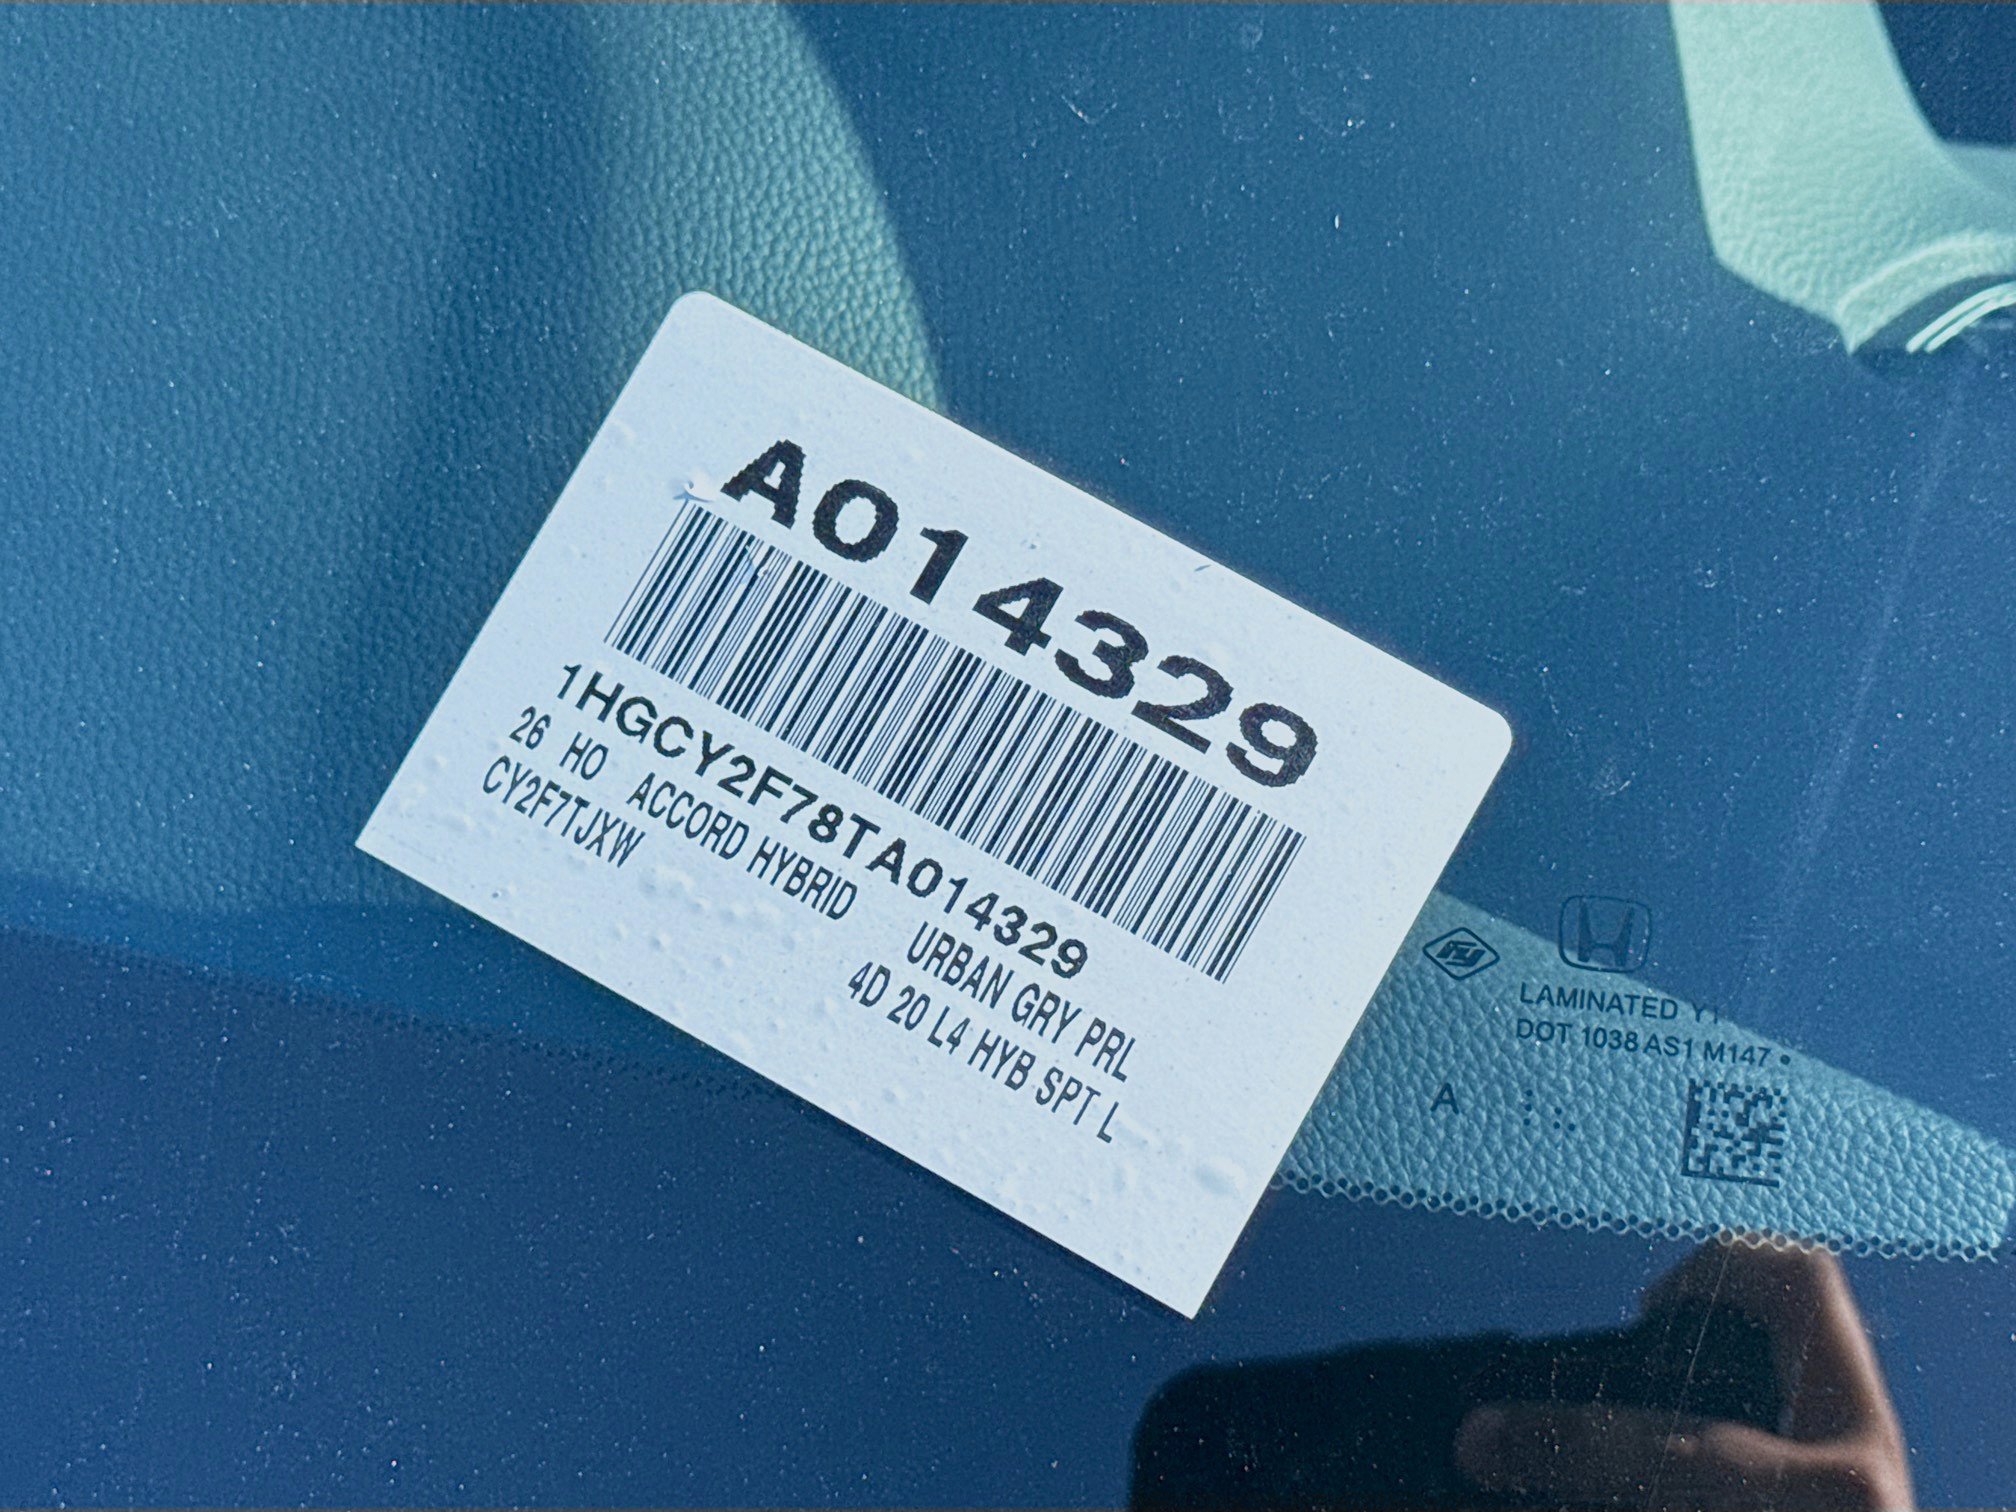 A014329
1HGCY2F78TA014329
26 HO ACCORD HYBRID URBAN GRY PRL
CY2F7TJXW 4D 20 L4 HYB SPT L
LAMINATED
DOT 1038 AS1 M147
A